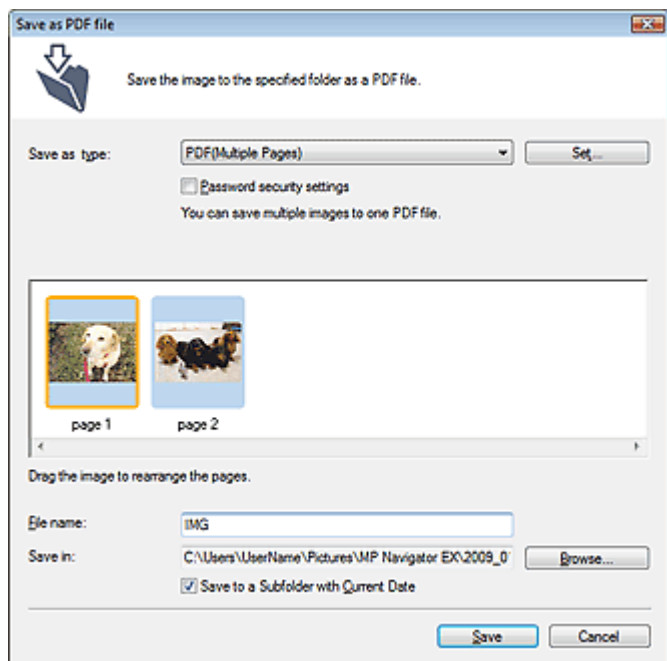 Save as PDF file
Save the image to the specified folder as a PDF file.
Save as type: PDF(Multiple Pages) Set...
Password security settings
You can save multiple images to one PDF file.
page 1 page 2
Drag the image to rearrange the pages.
File name: IMG
Save in: C:\Users\UserName\Pictures\MP Navigator EX\2009_0 Browse...
Save to a Subfolder with Current Date
Save Cancel